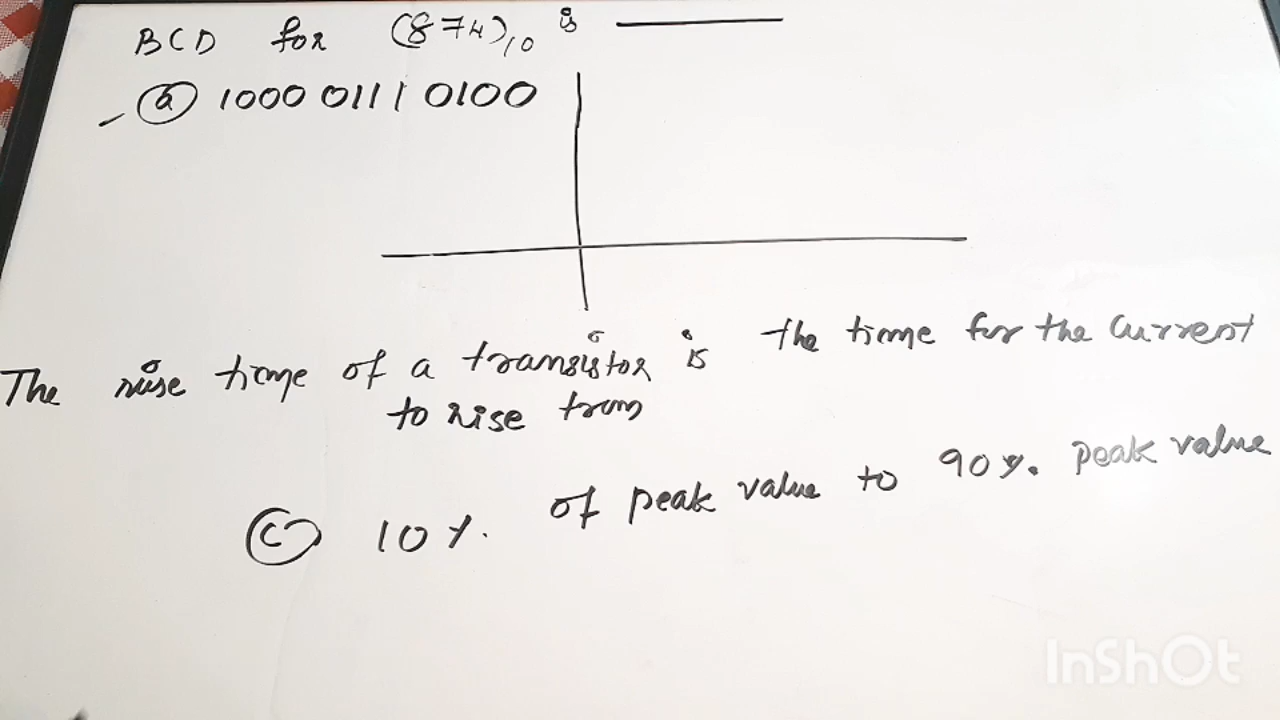 BCD for (874)10 is ———
(a) 1000 0111 0100
The rise time of a transistor is the time for the current
to rise from
(c) 10% of peak value to 90%. peak value
InShOt